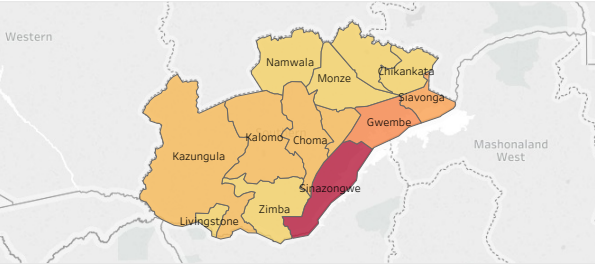 Western
Namwala
Monze
Chikankata
Siavonga
Gwembe
Mashonaland
West
Kalomo
Choma
Kazungula
Sinazongwe
Zimba
Livingstone